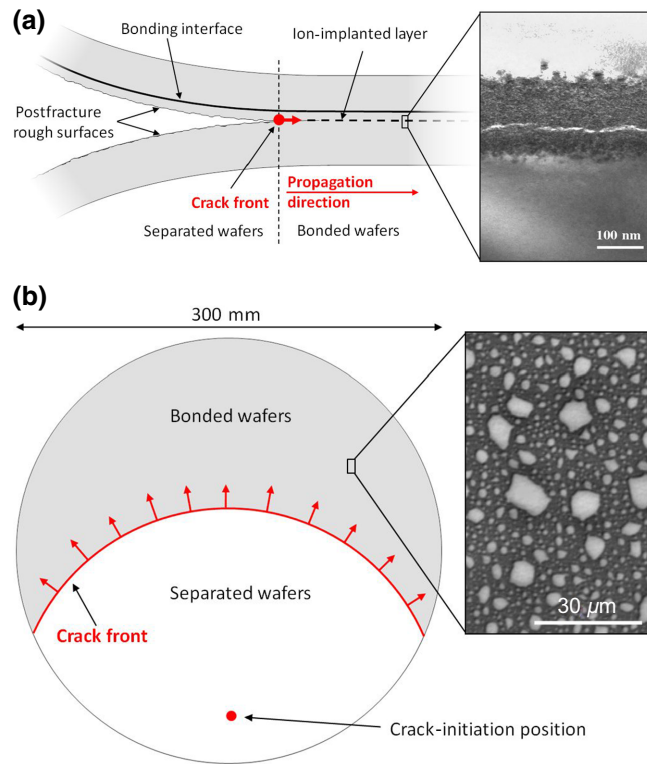 (a)
Bonding interface
Ion-implanted layer
Postfracture
rough surfaces
Crack front
Propagation
direction
Separated wafers
Bonded wafers
100 nm
(b)
300 mm
Bonded wafers
Separated wafers
Crack front
30 µm
Crack-initiation position